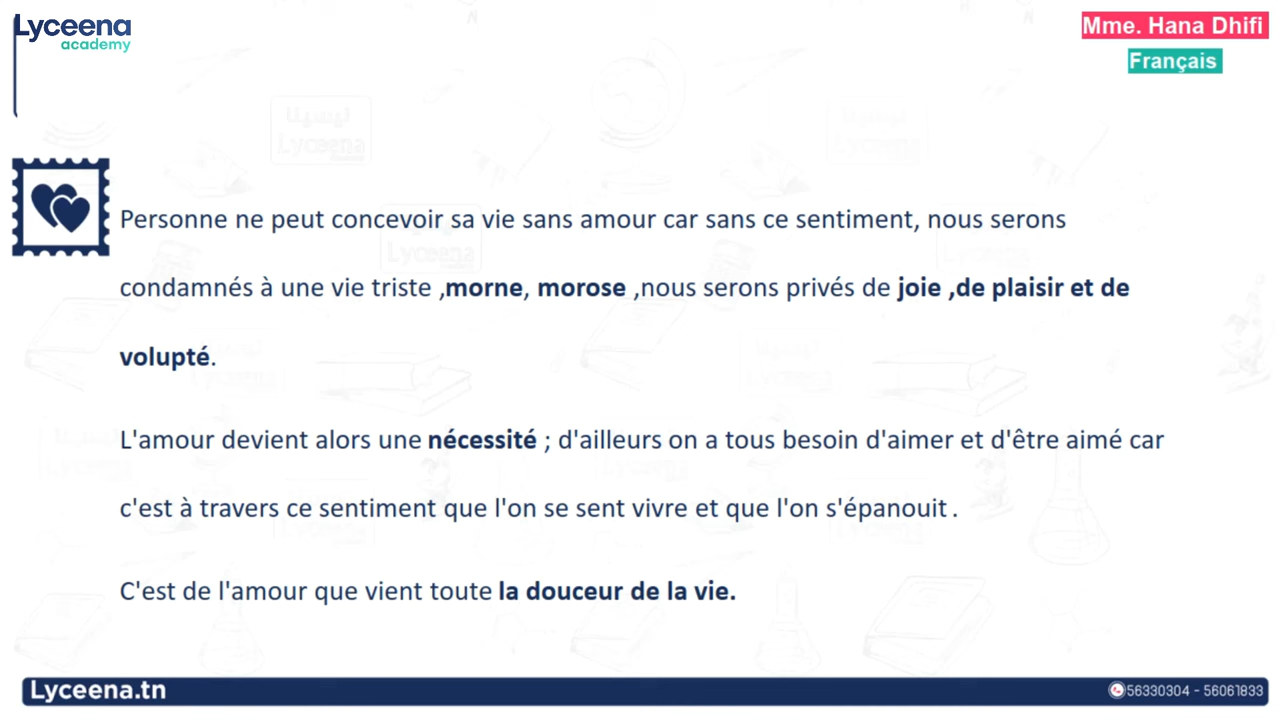 Lyceena
academy
Mme. Hana Dhifi
Français
Personne ne peut concevoir sa vie sans amour car sans ce sentiment, nous serons
condamnés à une vie triste ,morne, morose ,nous serons privés de joie ,de plaisir et de
volupté.
L'amour devient alors une nécessité ; d'ailleurs on a tous besoin d'aimer et d'être aimé car
c'est à travers ce sentiment que l'on se sent vivre et que l'on s'épanouit .
C'est de l'amour que vient toute la douceur de la vie.
Lyceena.tn
56330304 - 56061833